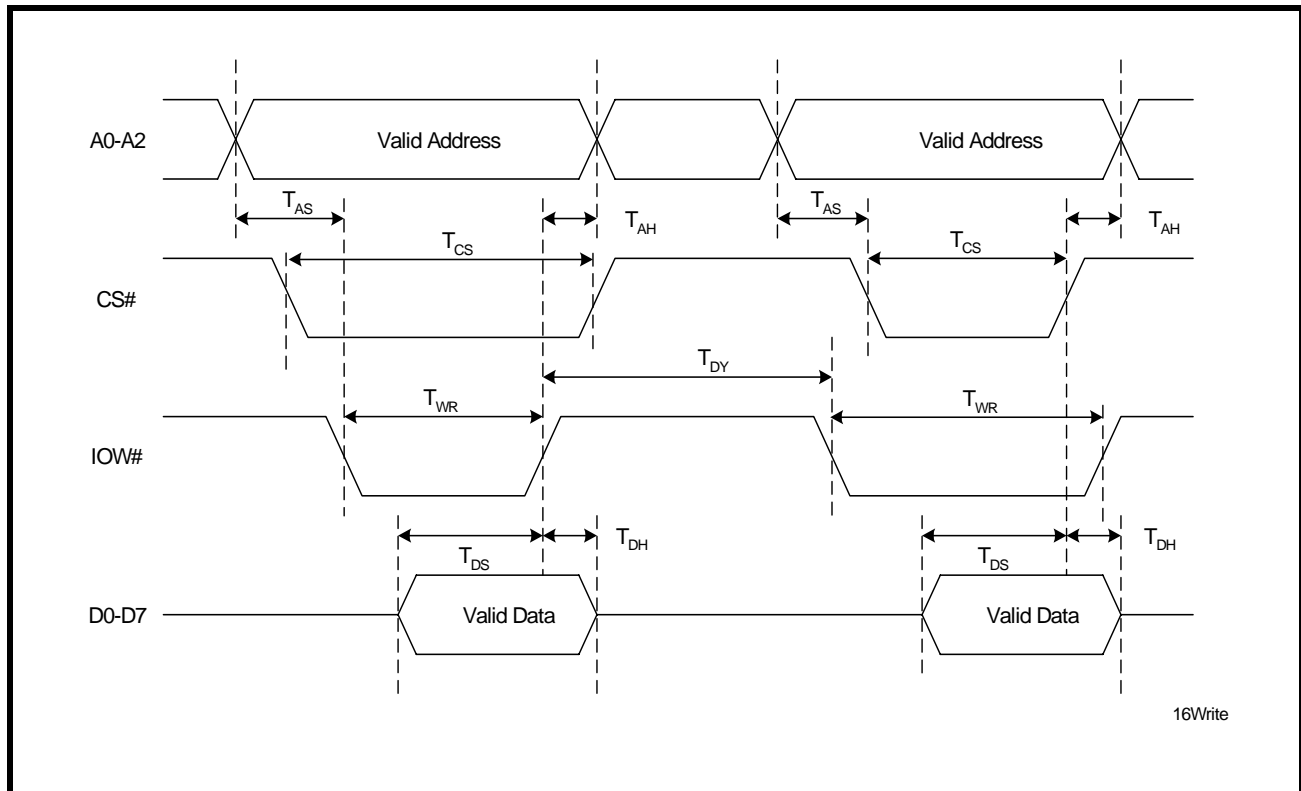 A0-A2
Valid Address
Valid Address
TAS
TAH
TAS
TAH
TCS
TCS
CS#
TDY
TWR
TWR
IOW#
TDS
TDH
TDS
TDH
D0-D7
Valid Data
Valid Data
16Write